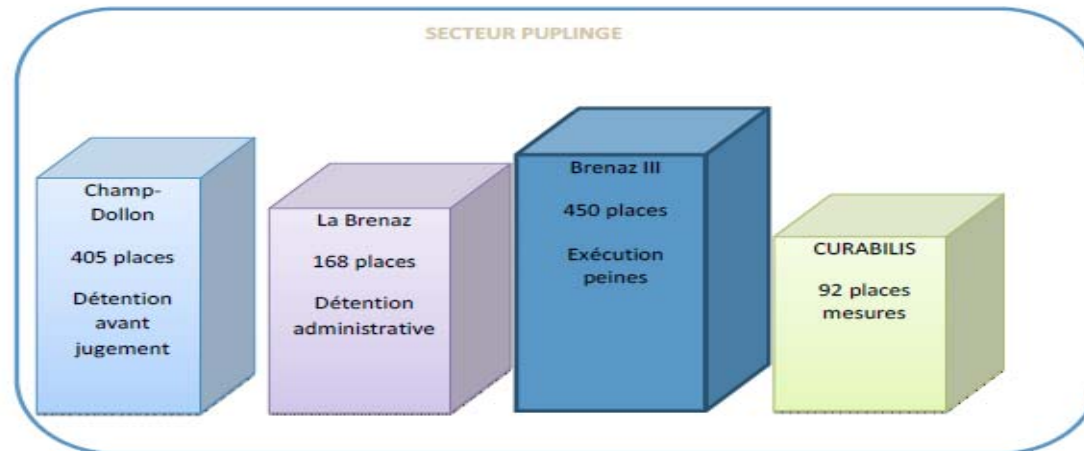 SECTEUR PUPLINGE
Champ-
Dollon
405 places
Détention
avant
jugement
La Brenaz
168 places
Détention
administrative
Brenaz III
450 places
Exécution
peines
CURABILIS
92 places
mesures